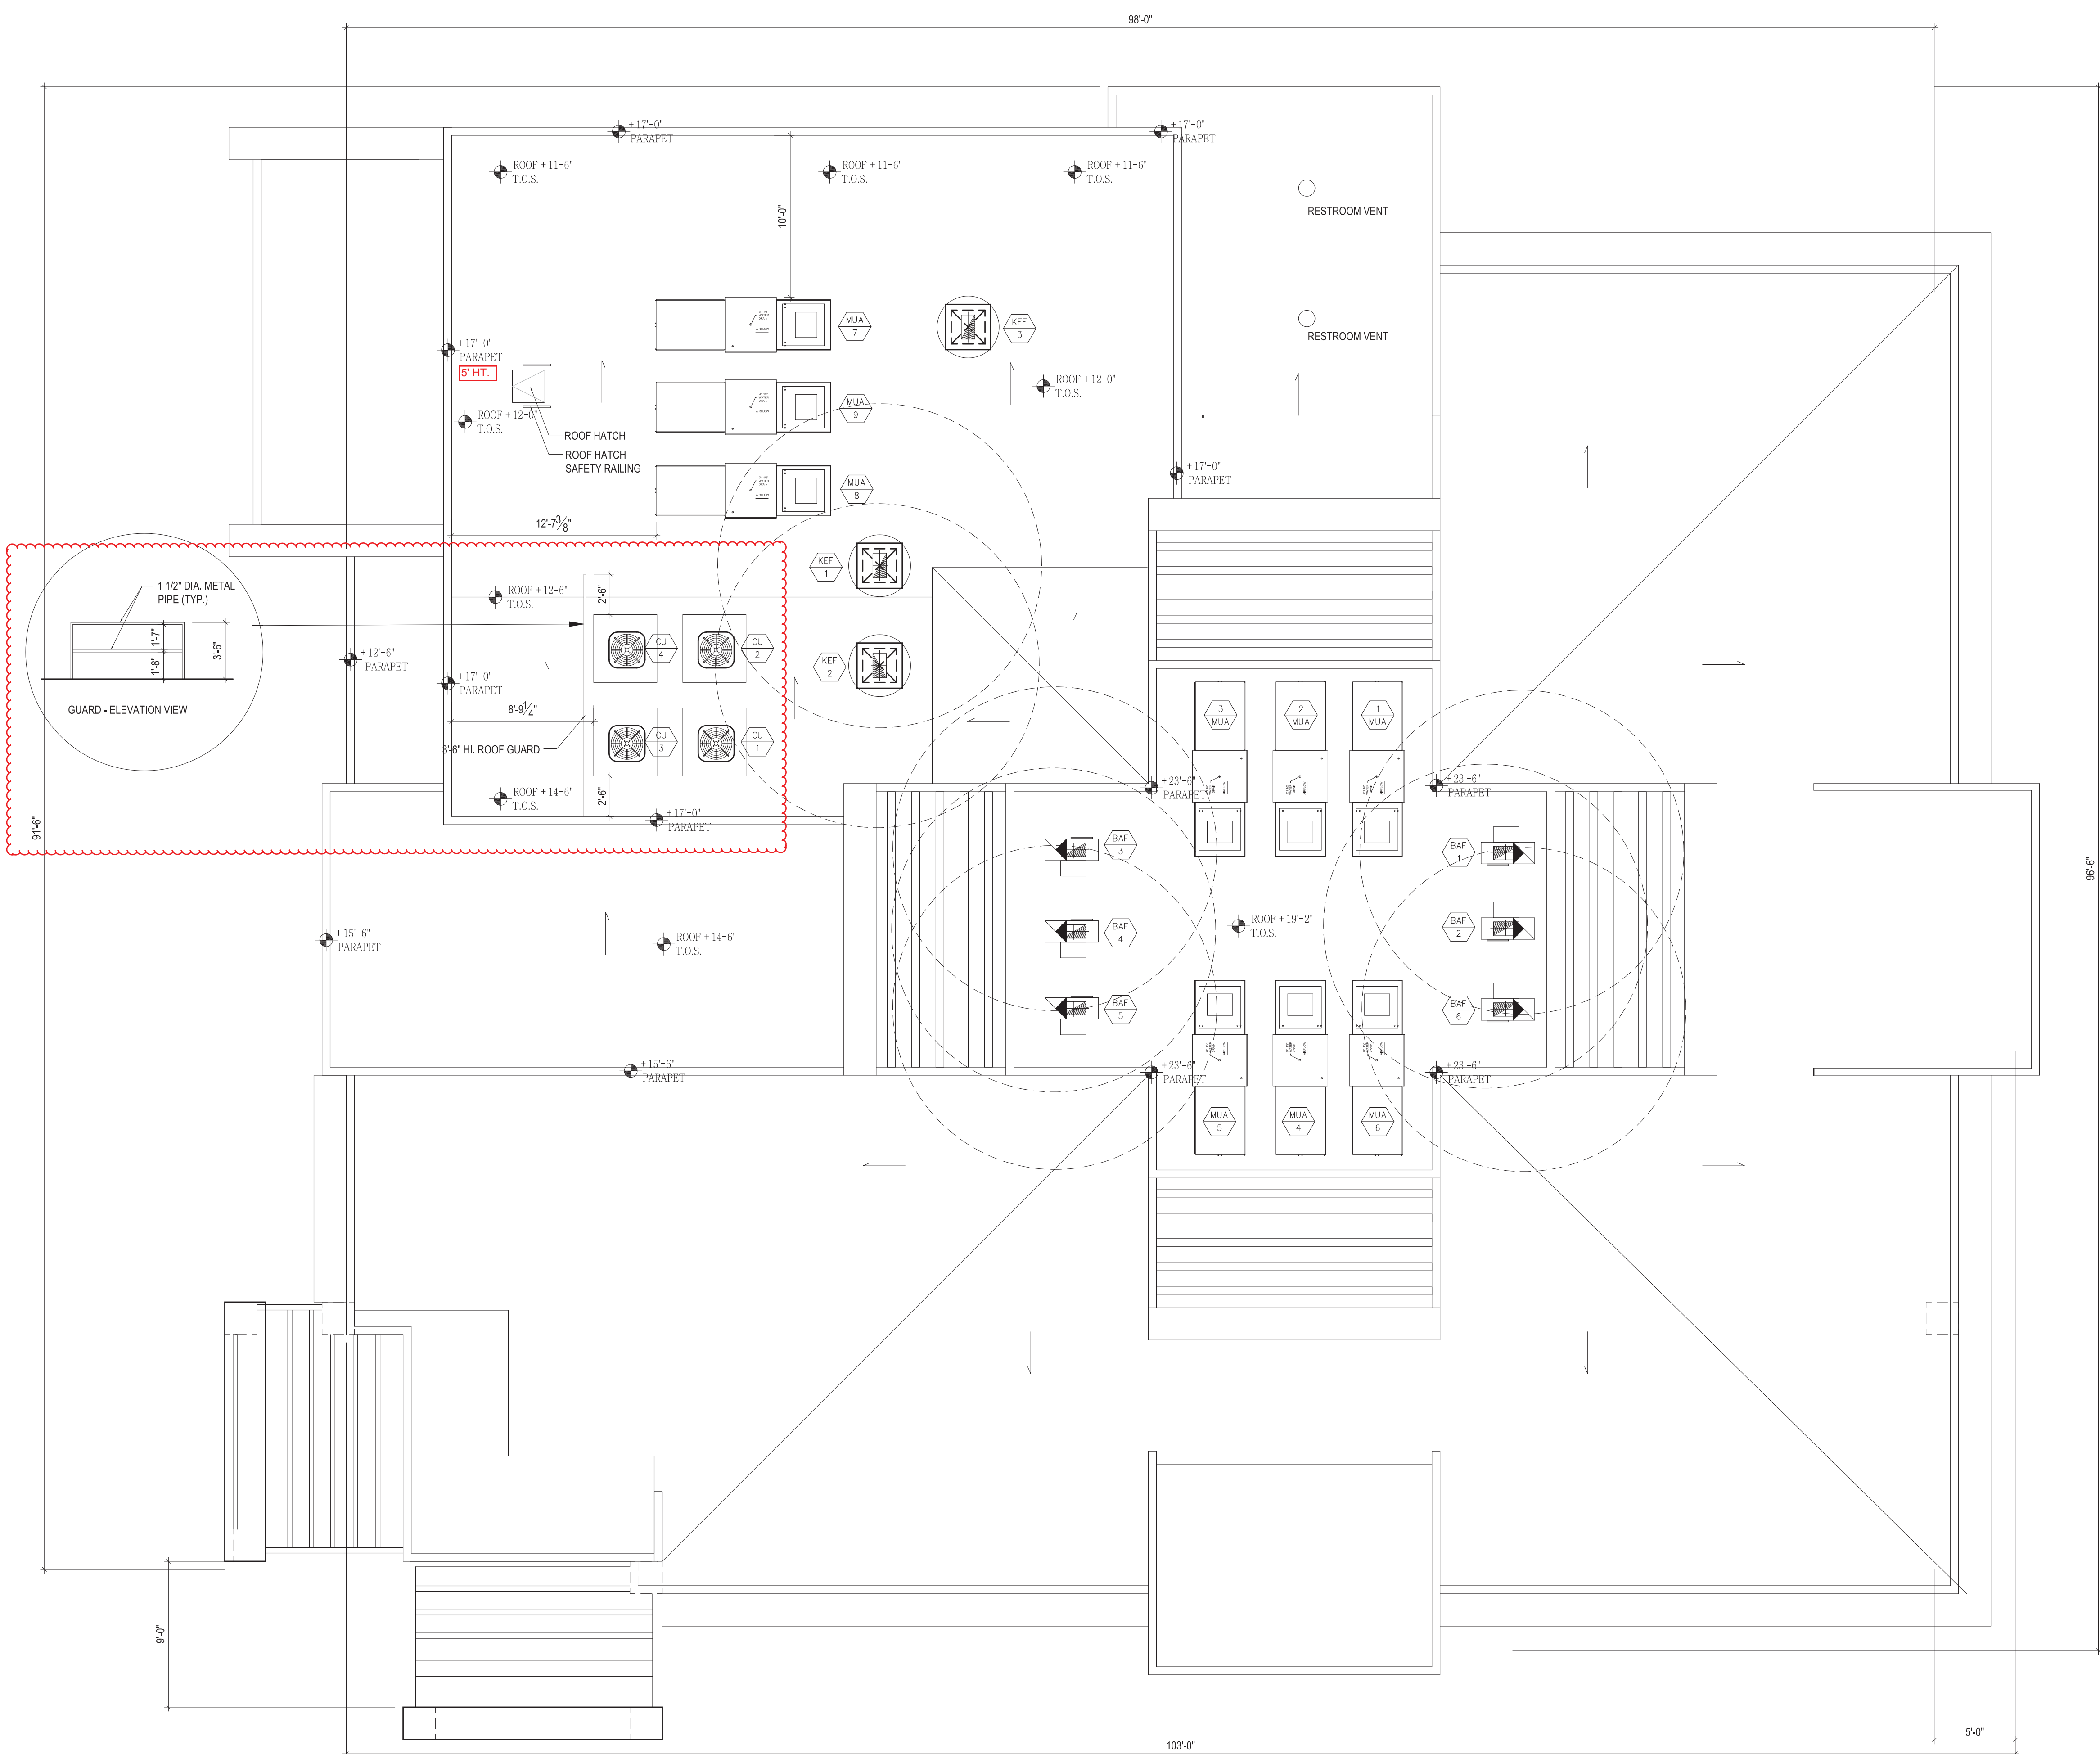 98'-0"
+17'-0"
PARAPET
+17'-0"
PARAPET
ROOF +11-6"
T.O.S.
ROOF +11-6"
T.O.S.
ROOF +11-6"
T.O.S.
10'-0"
RESTROOM VENT
RESTROOM VENT
MUA
7
KEF
3
+17'-0"
PARAPET
5' HT.
ROOF +12-0"
T.O.S.
ROOF +12-0"
T.O.S.
MUA
9
ROOF HATCH
ROOF HATCH
SAFETY RAILING
+17'-0"
PARAPET
MUA
8
12'-7 3/8"
KEF
1
1 1/2" DIA. METAL
PIPE (TYP.)
1'-7"
1'-8"
3'-6"
GUARD - ELEVATION VIEW
ROOF +12-6"
T.O.S.
2'-6"
+12'-6"
PARAPET
CU
4
CU
2
KEF
2
+17'-0"
PARAPET
8'-9 1/4"
3'-6" HI. ROOF GUARD
CU
3
CU
1
3
MUA
2
MUA
1
MUA
ROOF +14-6"
T.O.S.
2'-6"
+17'-0"
PARAPET
+23'-6"
PARAPET
+23'-6"
PARAPET
91'-6"
96'-6"
BAF
3
BAF
1
+15'-6"
PARAPET
ROOF +14-6"
T.O.S.
BAF
4
ROOF +19'-2"
T.O.S.
BAF
2
BAF
5
BAF
6
+15'-6"
PARAPET
+23'-6"
PARAPET
+23'-6"
PARAPET
MUA
5
MUA
4
MUA
6
9'-0"
5'-0"
103'-0"